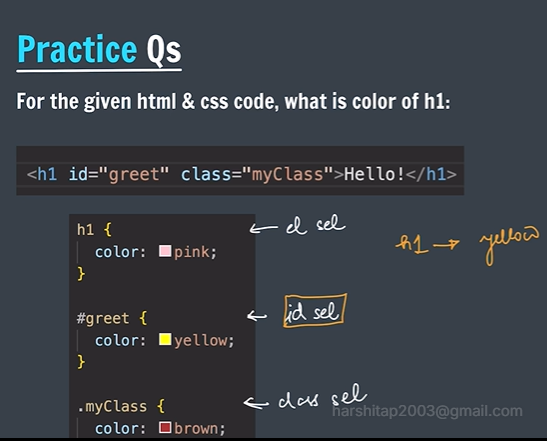 Practice Qs
For the given html & css code, what is color of h1:
<h1 id="greet" class="myClass">Hello!</h1>
h1 {
← el sel
color: pink;
}
h1 → yellow
#greet {
← id sel
color: yellow;
}
.myClass {
← class sel
harshitap2003@gmail.com
color: brown;